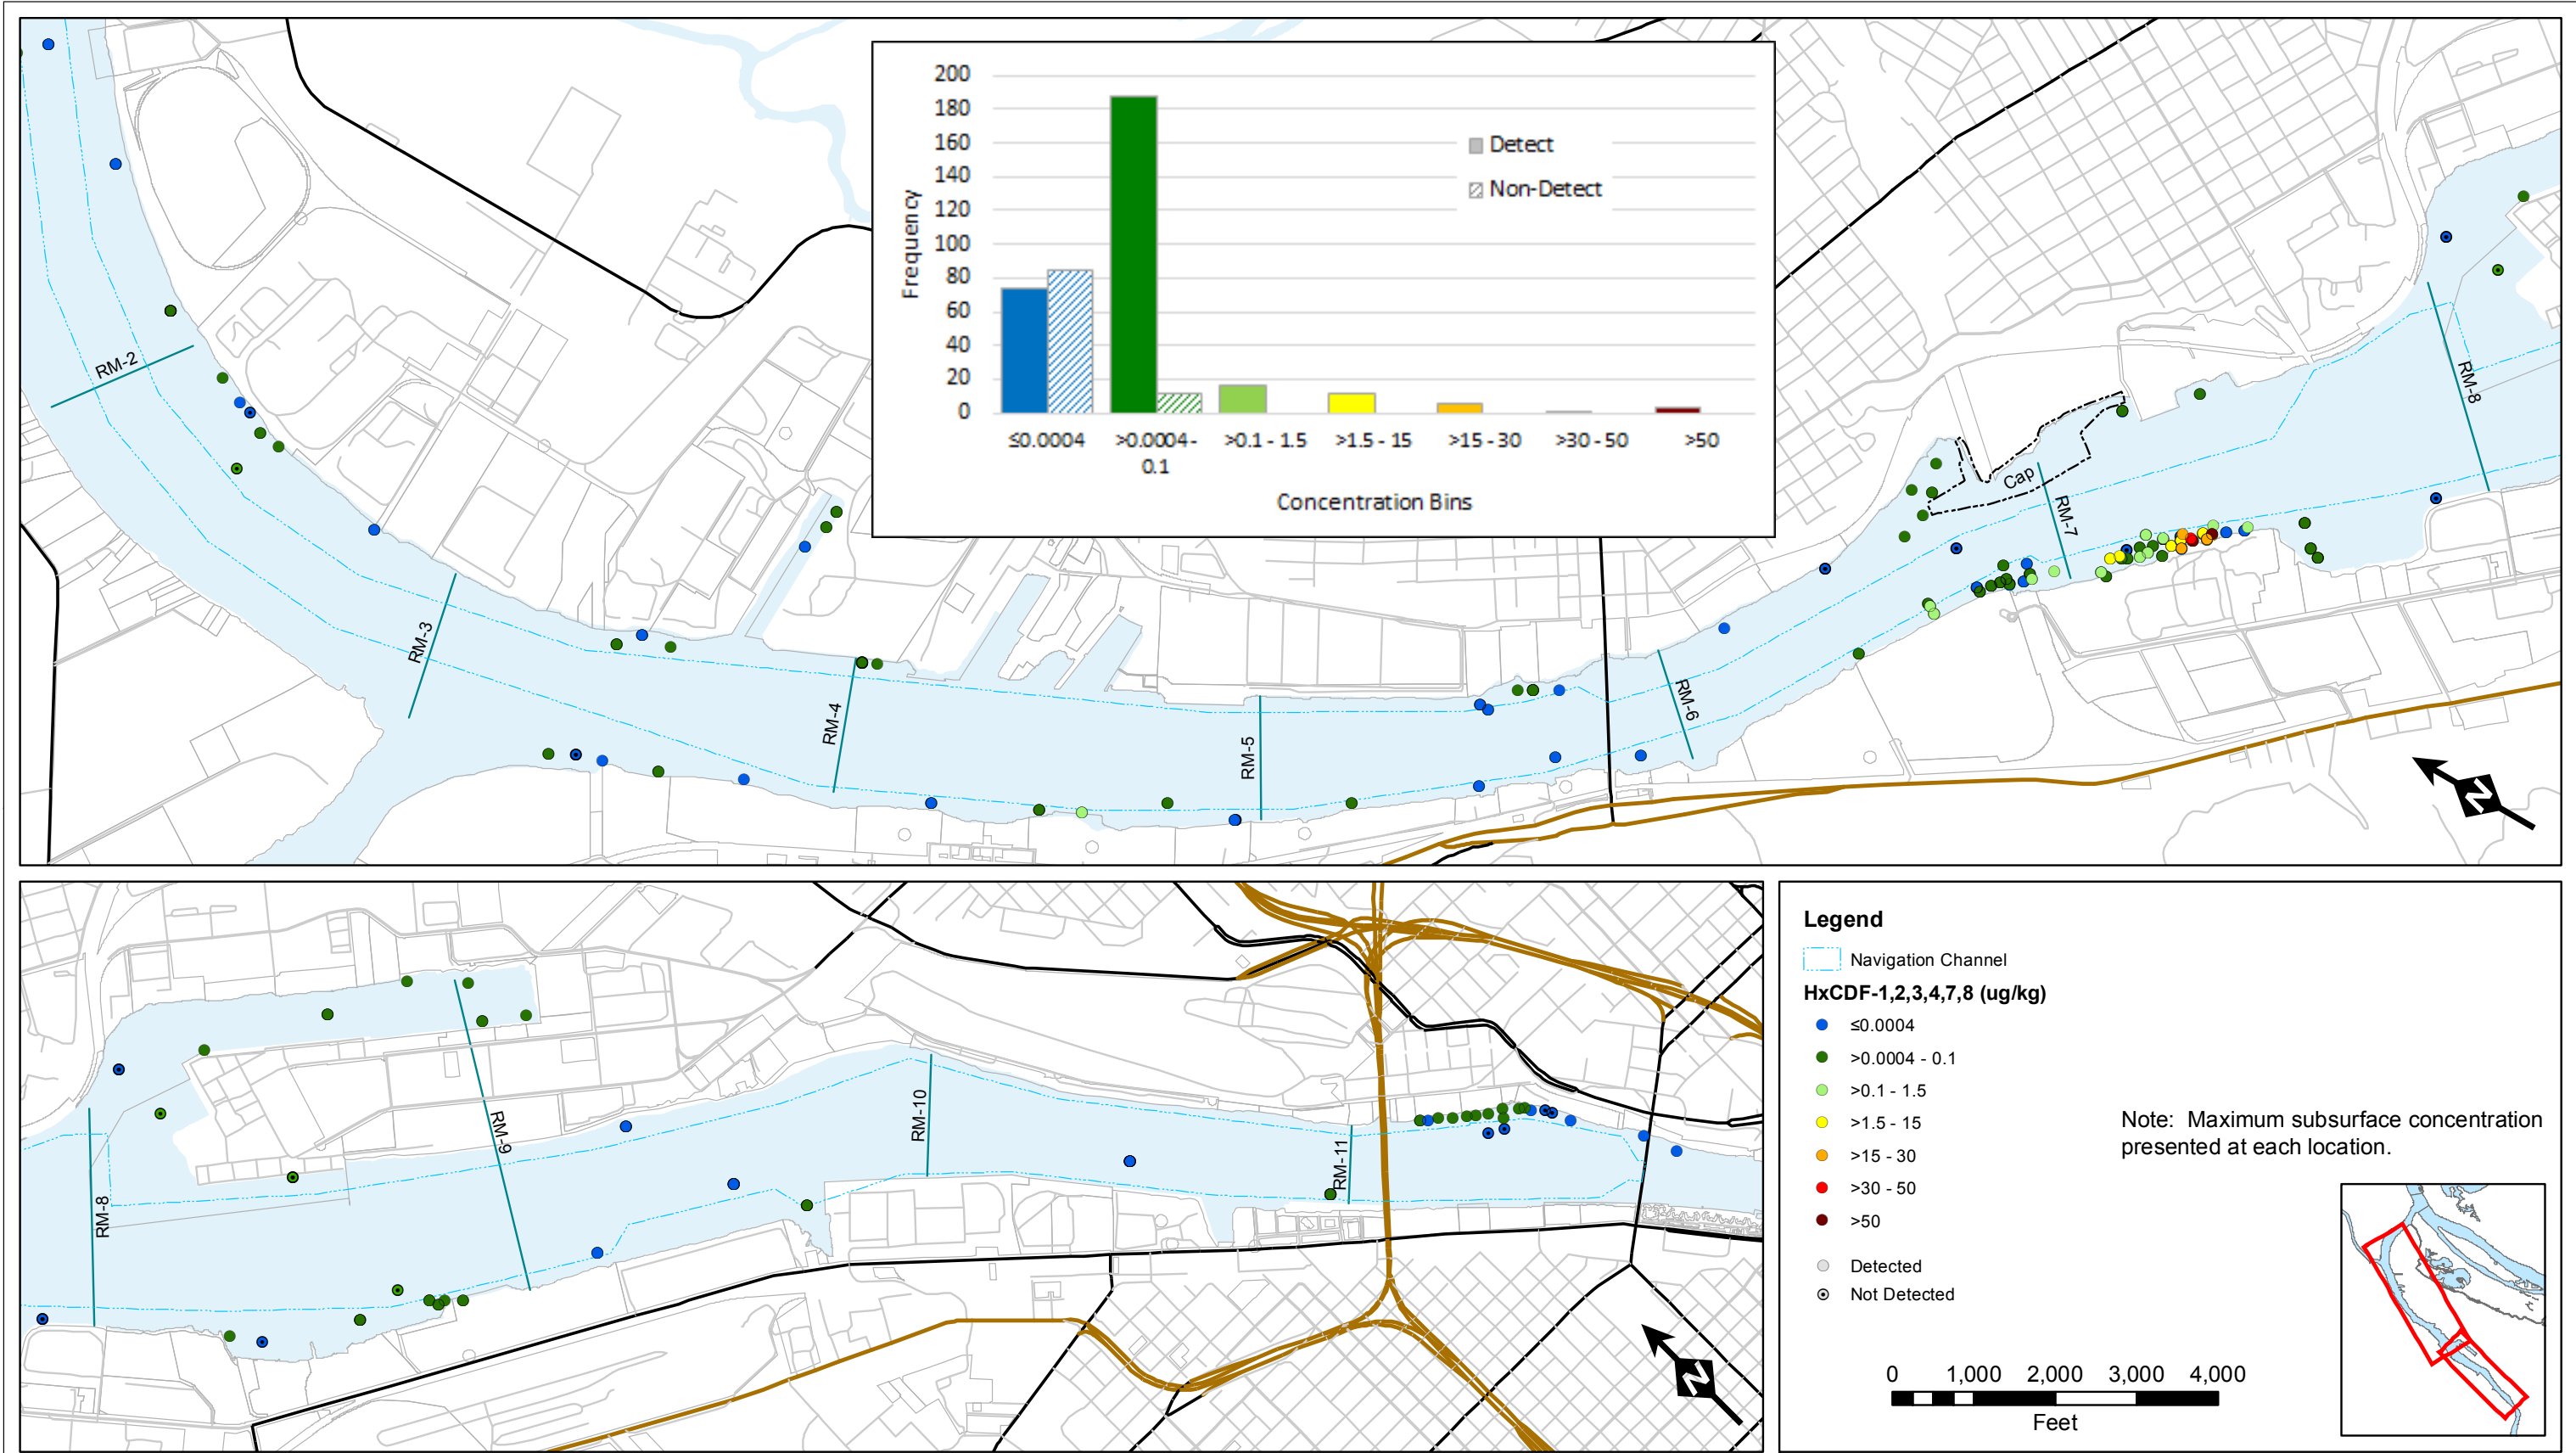 RM-2
RM-3
RM-4
RM-5
RM-6
RM-7
RM-8
Cap
N
200
180
160
140
120
100
80
60
40
20
0
Frequency
Detect
Non-Detect
≤0.0004
>0.0004-
0.1
>0.1 - 1.5
>1.5 - 15
>15 - 30
>30 - 50
>50
Concentration Bins
RM-8
RM-9
RM-10
RM-11
N
Legend
Navigation Channel
HxCDF-1,2,3,4,7,8 (ug/kg)
≤0.0004
>0.0004 - 0.1
>0.1 - 1.5
>1.5 - 15
>15 - 30
>30 - 50
>50
Detected
Not Detected
Note: Maximum subsurface concentration
presented at each location.
0 1,000 2,000 3,000 4,000
Feet